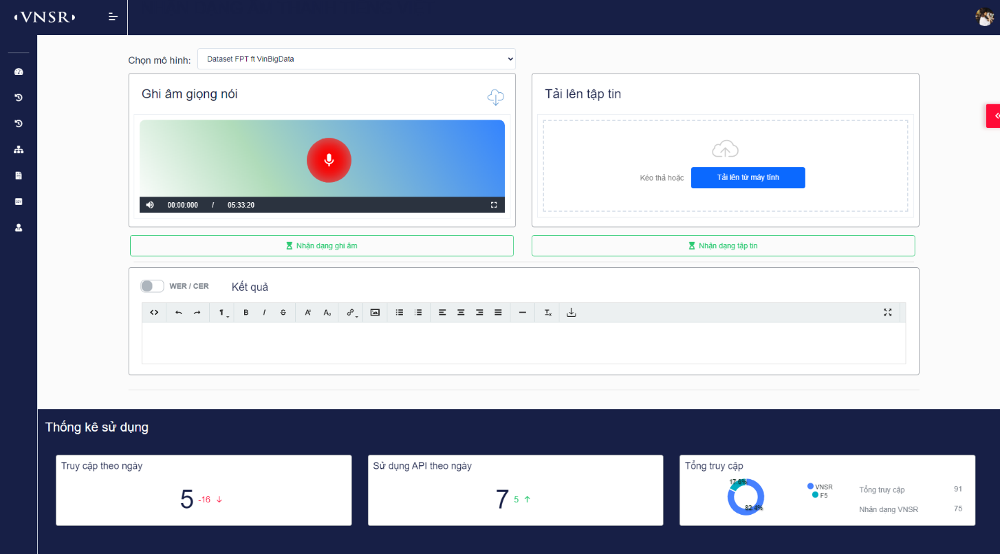 VNSR
Chọn mô hình:
Dataset FPT ft VinBigData
Ghi âm giọng nói
00:00:000 / 05:33:20
Nhận dạng ghi âm
Tải lên tập tin
Kéo thả hoặc
Tải lên từ máy tính
Nhận dạng tập tin
WER / CER
Kết quả
Thống kê sử dụng
Truy cập theo ngày
5 -16
Sử dụng API theo ngày
7 5
Tổng truy cập
17.6%
82.4%
VNSR
F5
Tổng truy cập 91
Nhận dạng VNSR 75